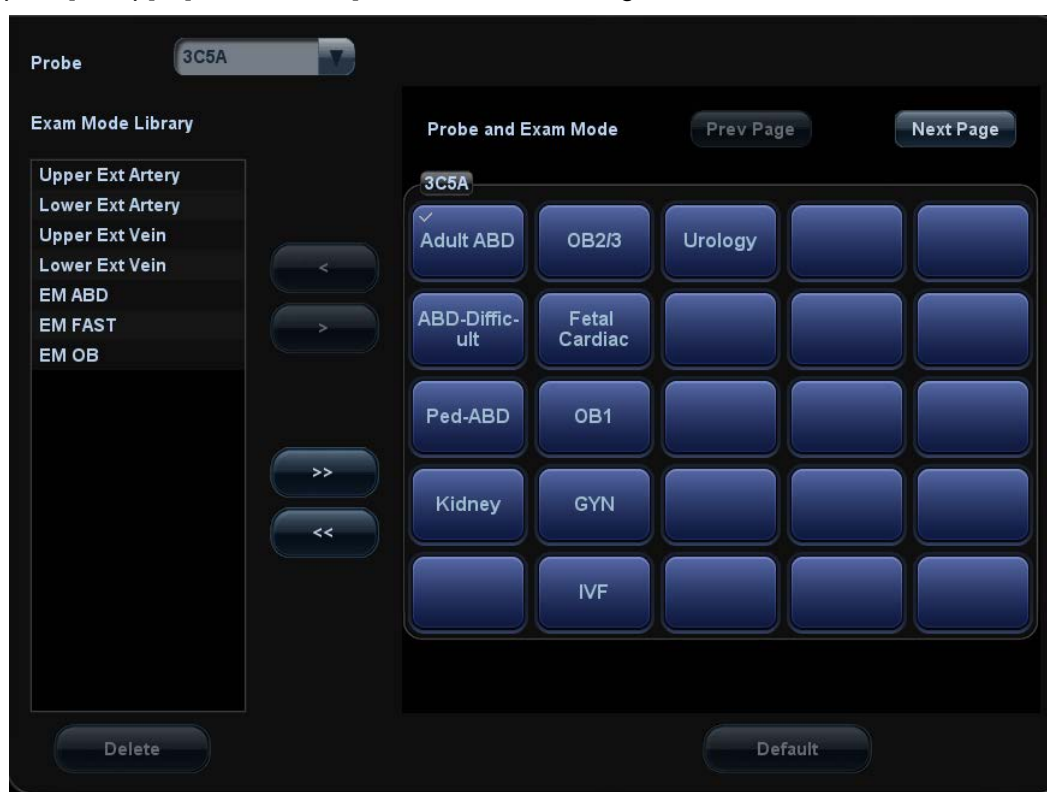 Probe
3C5A
Exam Mode Library
Probe and Exam Mode
Prev Page
Next Page
Upper Ext Artery
Lower Ext Artery
Upper Ext Vein
Lower Ext Vein
EM ABD
EM FAST
EM OB
<
>
>>
<<
3C5A
Adult ABD
OB2/3
Urology
ABD-Diffic-
ult
Fetal
Cardiac
Ped-ABD
OB1
Kidney
GYN
IVF
Delete
Default